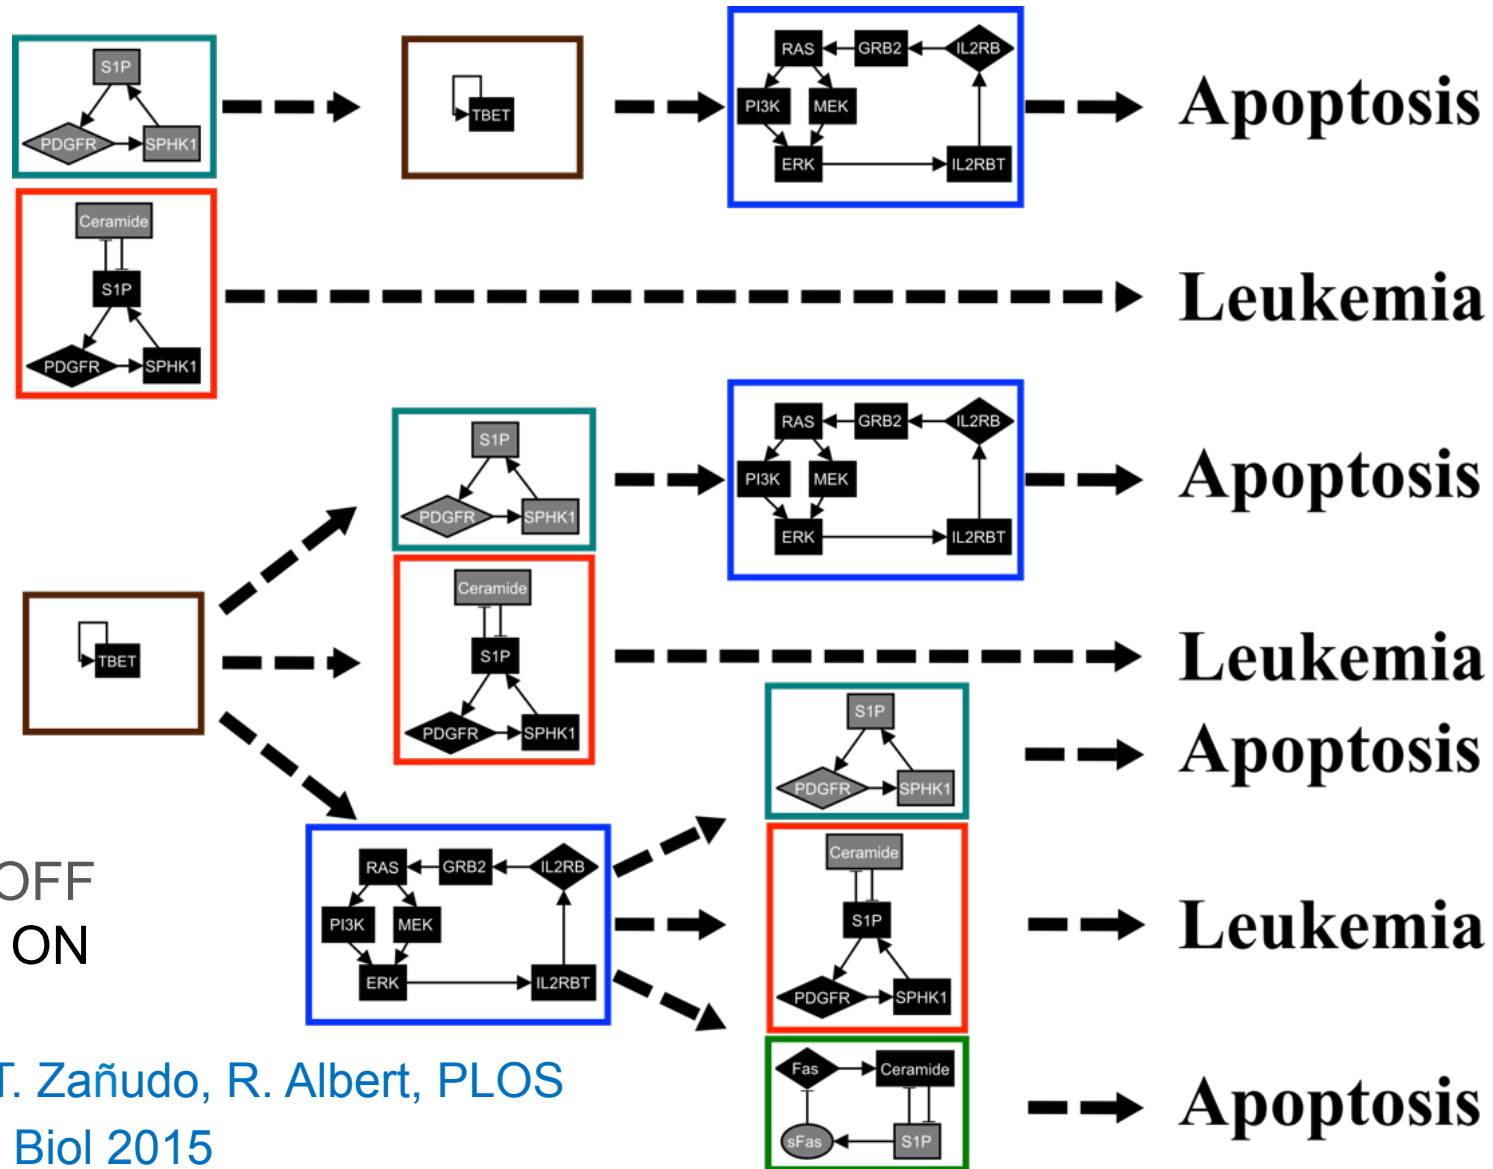 S1P
PDGFR
SPHK1
TBET
RAS
GRB2
IL2RB
PI3K
MEK
ERK
IL2RBT
Apoptosis
Ceramide
S1P
PDGFR
SPHK1
Leukemia
S1P
PDGFR
SPHK1
RAS
GRB2
IL2RB
PI3K
MEK
ERK
IL2RBT
Apoptosis
TBET
Ceramide
S1P
PDGFR
SPHK1
Leukemia
S1P
PDGFR
SPHK1
Apoptosis
RAS
GRB2
IL2RB
PI3K
MEK
ERK
IL2RBT
Ceramide
S1P
PDGFR
SPHK1
Leukemia
Fas
Ceramide
sFas
S1P
Apoptosis
OFF
ON
T. Zañudo, R. Albert, PLOS
Biol 2015